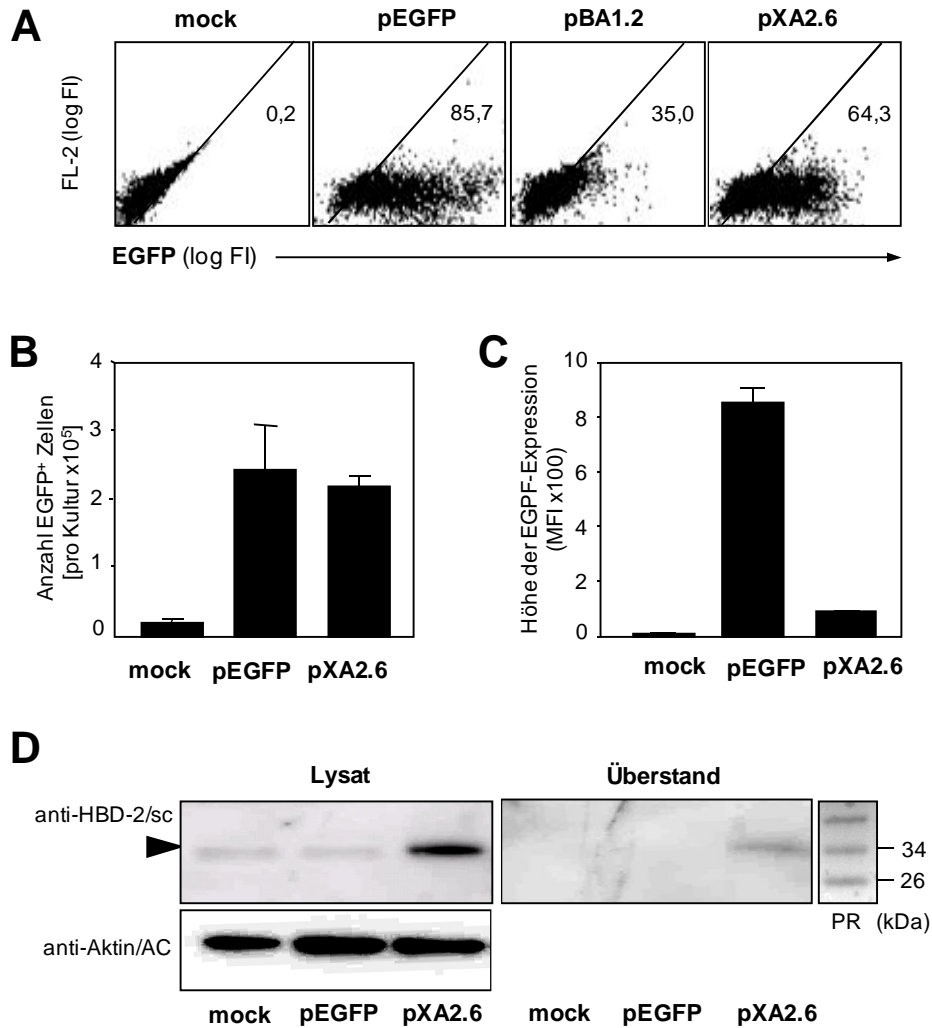 A
mock pEGFP pBA1.2 pXA2.6
FL-2 (log FI)
0,2 85,7 35,0 64,3
EGFP (log FI)
B
Anzahl EGFP⁺ Zellen
[pro Kultur x10⁵]
4
3
2
1
0
mock pEGFP pXA2.6
C
Höhe der EGPF-Expression
(MFI x100)
10
8
6
4
2
0
mock pEGFP pXA2.6
D
Lysat Überstand
anti-HBD-2/sc
34
26
PR (kDa)
anti-Aktin/AC
mock pEGFP pXA2.6 mock pEGFP pXA2.6